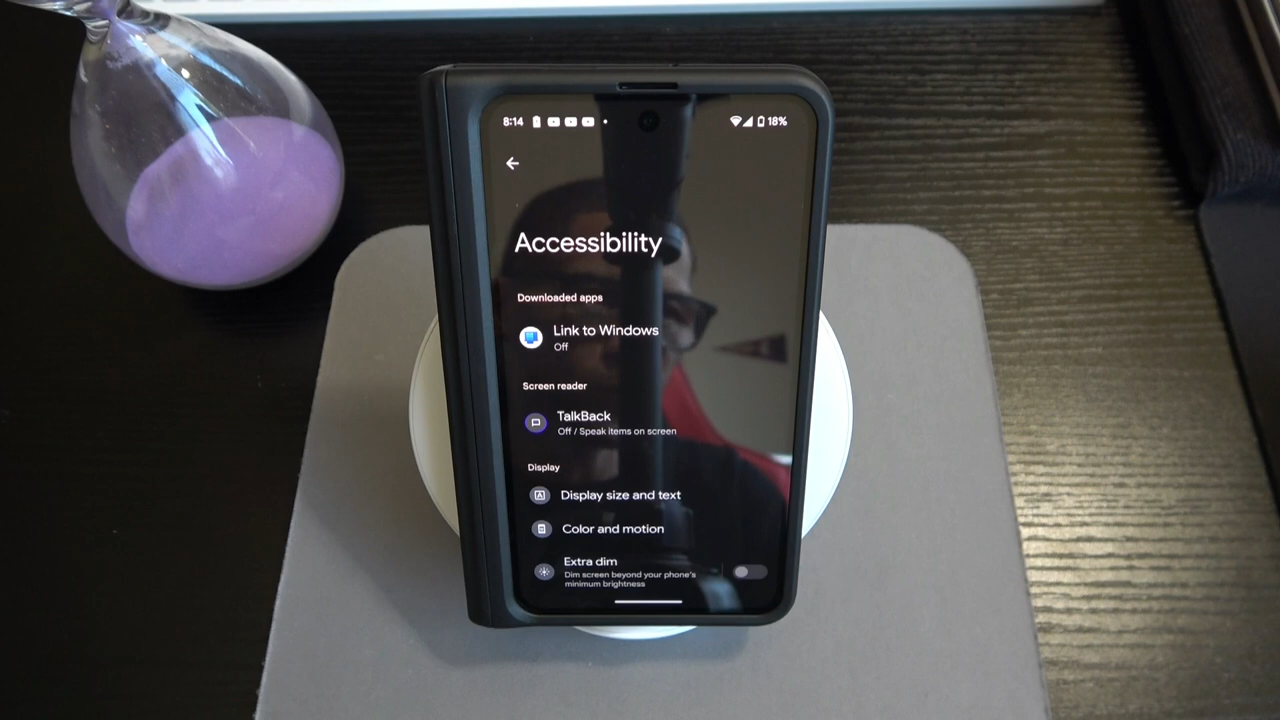 8:14 18%
Accessibility
Downloaded apps
Link to Windows
Off
Screen reader
TalkBack
Off / Speak items on screen
Display
Display size and text
Color and motion
Extra dim
Dim screen beyond your phone's
minimum brightness